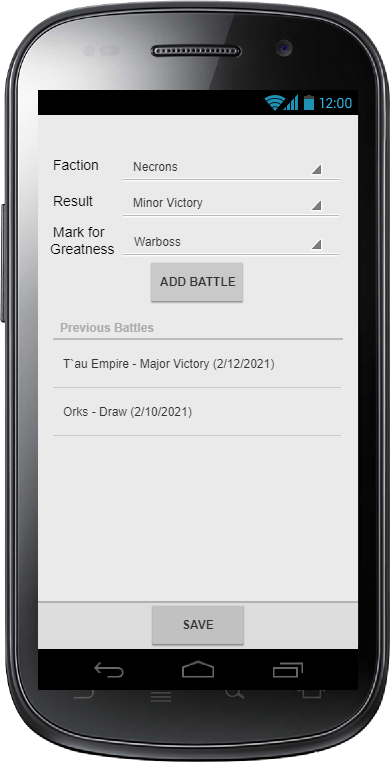 12:00
Faction Necrons
Result Minor Victory
Mark for
Greatness Warboss
ADD BATTLE
Previous Battles
T`au Empire - Major Victory (2/12/2021)
Orks - Draw (2/10/2021)
SAVE